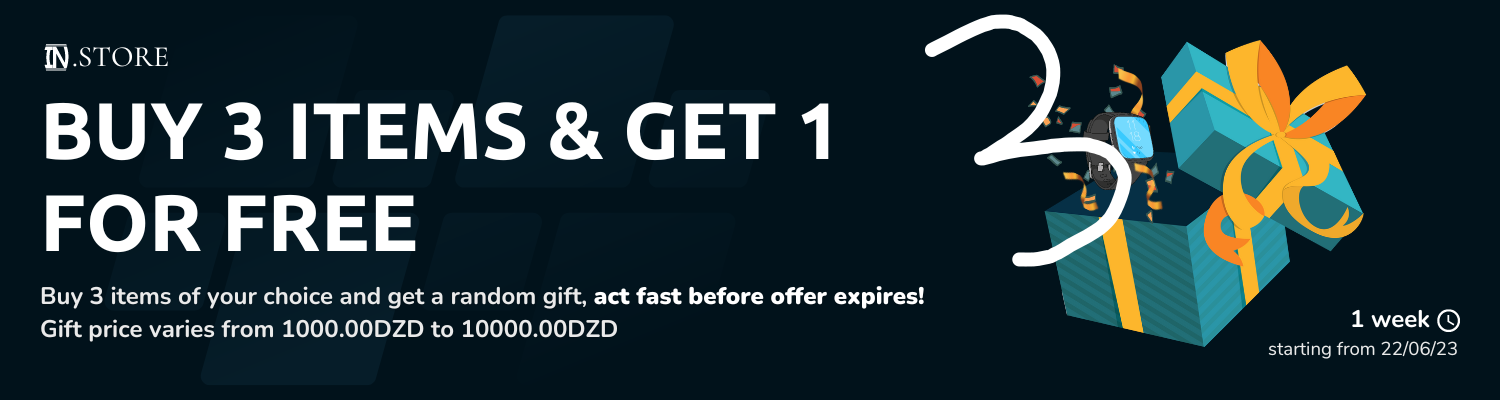 IN.STORE
BUY 3 ITEMS & GET 1
FOR FREE
Buy 3 items of your choice and get a random gift, act fast before offer expires!
Gift price varies from 1000.00DZD to 10000.00DZD
3
1 week
starting from 22/06/23